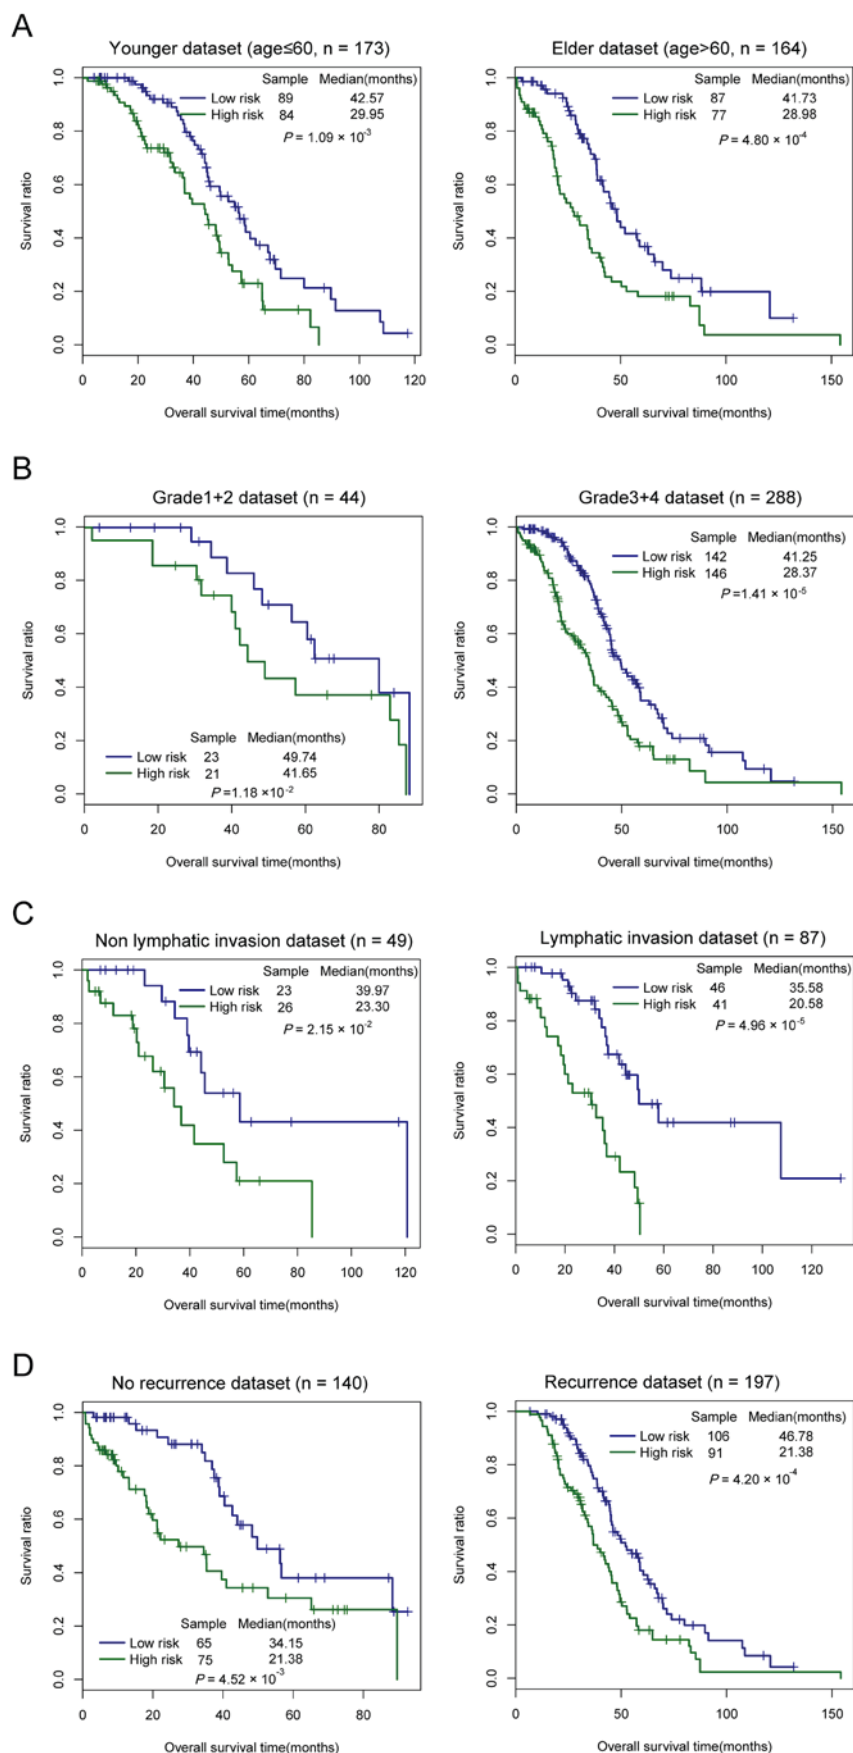 A
Younger dataset (age≤60, n = 173)
Sample Median(months)
Low risk 89 42.57
High risk 84 29.95
P = 1.09 × 10-3
Survival ratio
1.0
0.8
0.6
0.4
0.2
0.0
0 20 40 60 80 100 120
Overall survival time(months)
Elder dataset (age>60, n = 164)
Sample Median(months)
Low risk 87 41.73
High risk 77 28.98
P = 4.80 × 10-4
Survival ratio
1.0
0.8
0.6
0.4
0.2
0.0
0 50 100 150
Overall survival time(months)
B
Grade1+2 dataset (n = 44)
Survival ratio
1.0
0.8
0.6
0.4
0.2
0.0
Sample Median(months)
Low risk 23 49.74
High risk 21 41.65
P=1.18 ×10-2
0 20 40 60 80
Overall survival time(months)
Grade3+4 dataset (n = 288)
Sample Median(months)
Low risk 142 41.25
High risk 146 28.37
P=1.41 × 10-5
Survival ratio
1.0
0.8
0.6
0.4
0.2
0.0
0 50 100 150
Overall survival time(months)
C
Non lymphatic invasion dataset (n = 49)
Sample Median(months)
Low risk 23 39.97
High risk 26 23.30
P = 2.15 × 10-2
Survival ratio
1.0
0.8
0.6
0.4
0.2
0.0
0 20 40 60 80 100 120
Overall survival time(months)
Lymphatic invasion dataset (n = 87)
Sample Median(months)
Low risk 46 35.58
High risk 41 20.58
P = 4.96 × 10-5
Survival ratio
1.0
0.8
0.6
0.4
0.2
0.0
0 20 40 60 80 100 120
Overall survival time(months)
D
No recurrence dataset (n = 140)
Survival ratio
1.0
0.8
0.6
0.4
0.2
0.0
Sample Median(months)
Low risk 65 34.15
High risk 75 21.38
P = 4.52 × 10-3
0 20 40 60 80
Overall survival time(months)
Recurrence dataset (n = 197)
Sample Median(months)
Low risk 106 46.78
High risk 91 21.38
P = 4.20 × 10-4
Survival ratio
1.0
0.8
0.6
0.4
0.2
0.0
0 50 100 150
Overall survival time(months)